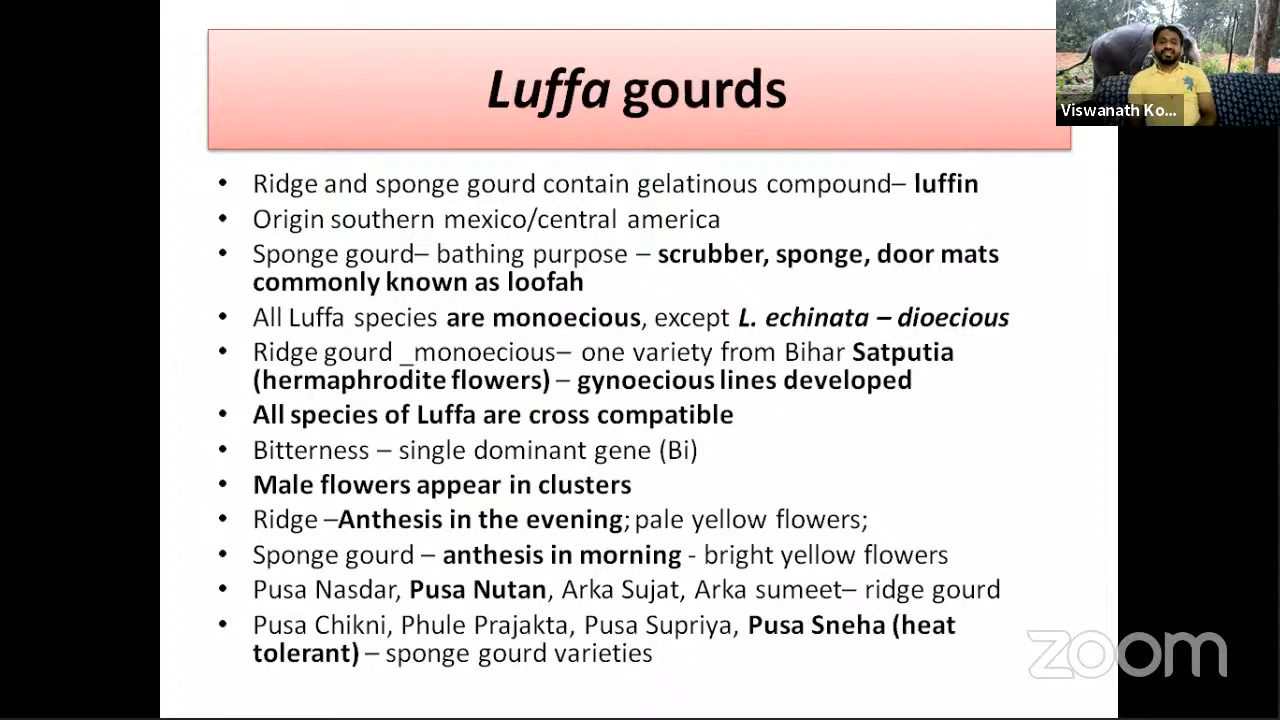 Luffa gourds
Viswanath Ko...
• Ridge and sponge gourd contain gelatinous compound– luffin
• Origin southern mexico/central america
• Sponge gourd– bathing purpose – scrubber, sponge, door mats
commonly known as loofah
• All Luffa species are monoecious, except L. echinata – dioecious
• Ridge gourd _monoecious– one variety from Bihar Satputia
(hermaphrodite flowers) – gynoecious lines developed
• All species of Luffa are cross compatible
• Bitterness – single dominant gene (Bi)
• Male flowers appear in clusters
• Ridge –Anthesis in the evening; pale yellow flowers;
• Sponge gourd – anthesis in morning - bright yellow flowers
• Pusa Nasdar, Pusa Nutan, Arka Sujat, Arka sumeet– ridge gourd
• Pusa Chikni, Phule Prajakta, Pusa Supriya, Pusa Sneha (heat
tolerant) – sponge gourd varieties
zoom